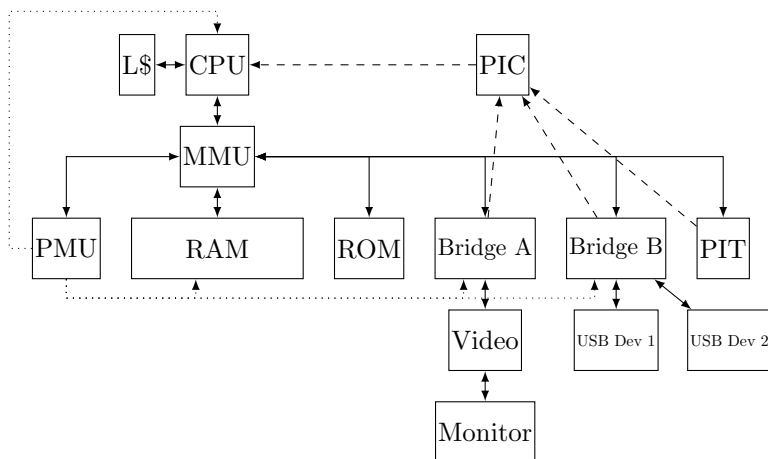 L$
CPU
PIC
MMU
PMU
RAM
ROM
Bridge A
Bridge B
PIT
Video
USB Dev 1
USB Dev 2
Monitor